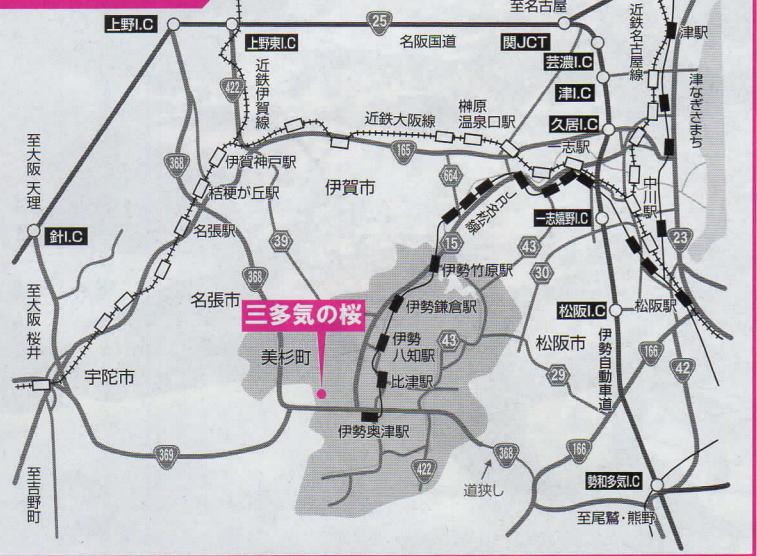 至名古屋
上野I.C
25
上野東I.C
名阪国道
関JCT
近鉄名古屋線
津駅
芸濃I.C
津I.C
津なぎさまち
422
近鉄伊賀線
近鉄大阪線
榊原温泉口駅
久居I.C
一志駅
至大阪 天理
368
伊賀神戸駅
165
桔梗が丘駅
伊賀市
664
JR名松線
中川駅
針I.C
名張駅
一志嬉野I.C
39
15
43
23
伊勢竹原駅
30
368
至大阪 桜井
名張市
三多気の桜
伊勢鎌倉駅
松阪I.C
松阪駅
美杉町
伊勢八知駅
43
松阪市
伊勢自動車道
166
42
宇陀市
比津駅
29
伊勢奥津駅
369
422
368
166
道狭し
至吉野町
勢和多気I.C
至尾鷲・熊野